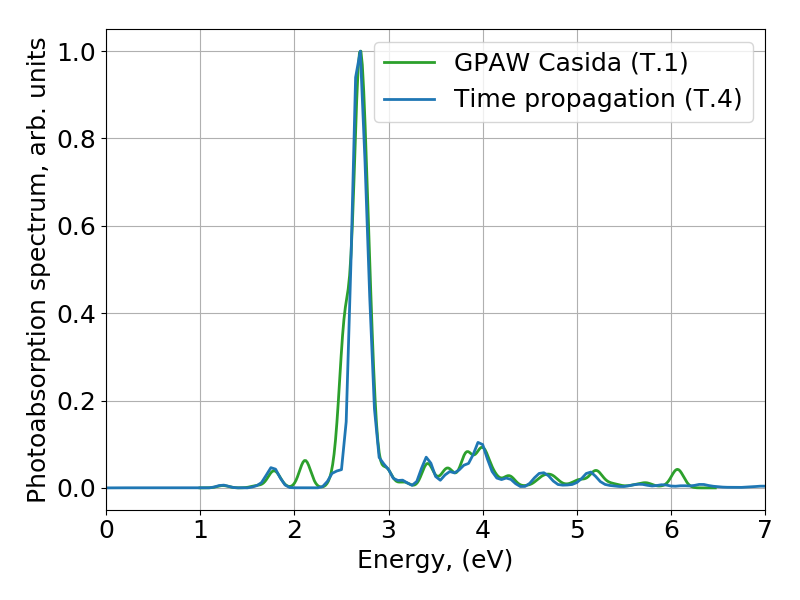 Photoabsorption spectrum, arb. units
1.0
0.8
0.6
0.4
0.2
0.0
GPAW Casida (T.1)
Time propagation (T.4)
0 1 2 3 4 5 6 7
Energy, (eV)